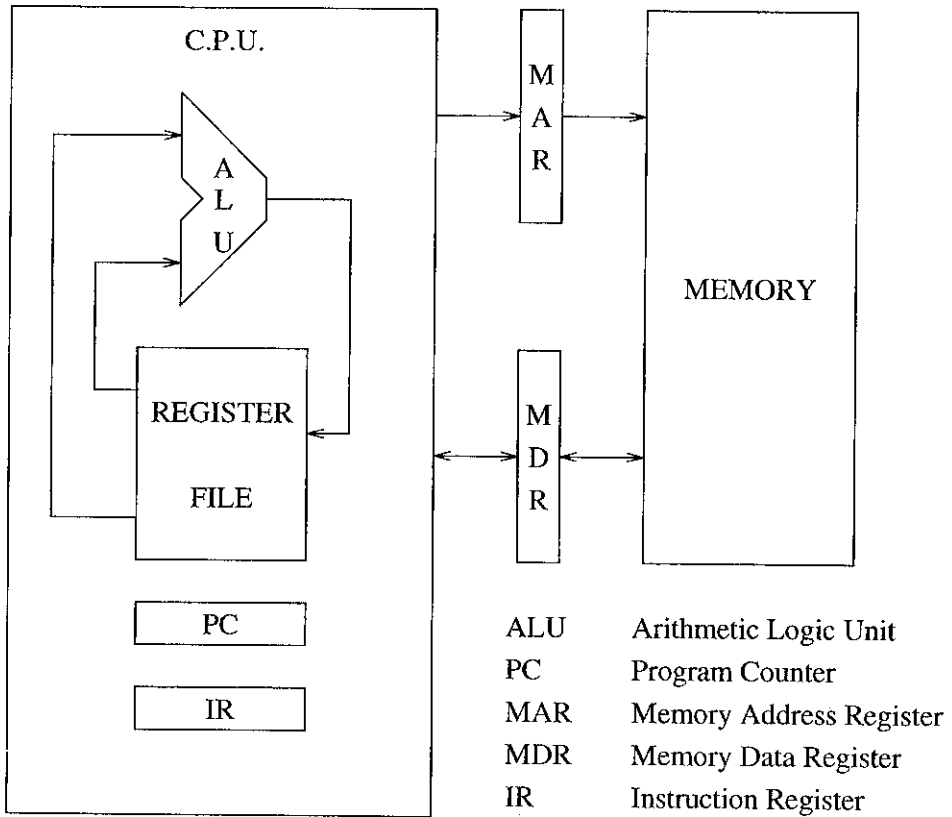 C.P.U.
A
L
U
REGISTER
FILE
PC
IR
M
A
R
M
D
R
MEMORY
ALU Arithmetic Logic Unit
PC Program Counter
MAR Memory Address Register
MDR Memory Data Register
IR Instruction Register